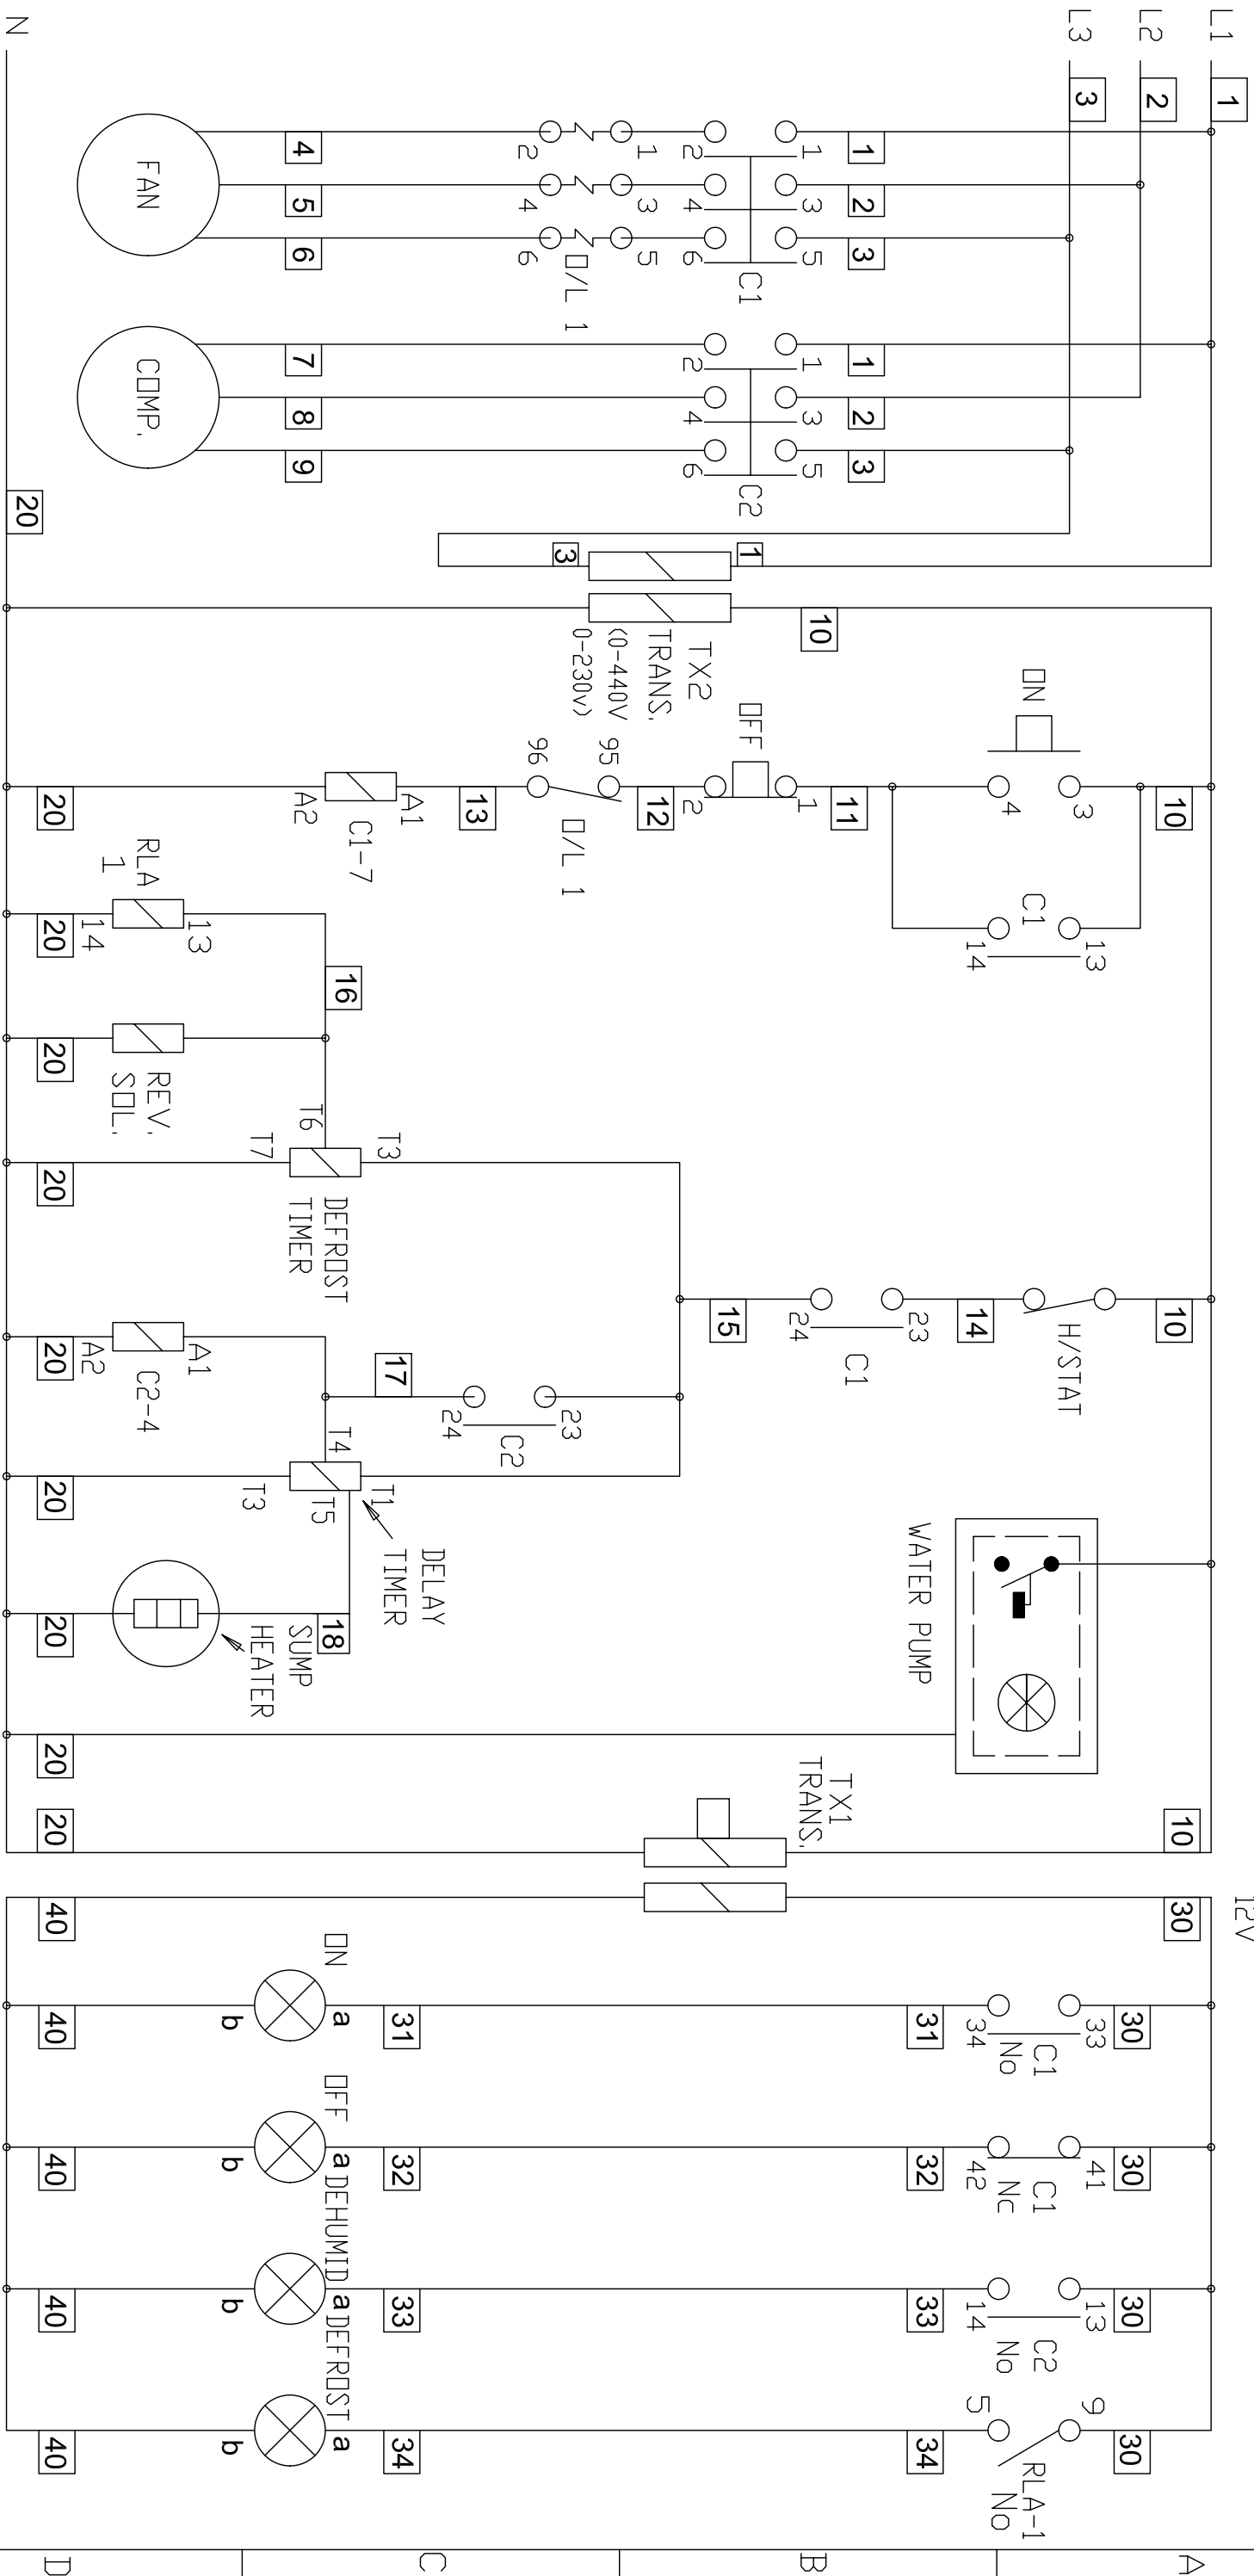 L1
L2
L3
N
1
2
3
1
2
3
1
3
5
2
4
6
C1
1
3
5
2
4
6
O/L 1
4
5
6
FAN
1
2
3
1
3
5
2
4
6
C2
7
8
9
COMP.
20
1
3
10
TX2
TRANS.
(0-440V
0-230v)
10
ON
3
4
13
C1
14
11
OFF
1
2
12
95
96
O/L 1
13
A1
C1-7
A2
20
RLA
1
13
14
20
16
REV.
SOL.
20
T3
T6
T7
DEFROST
TIMER
20
10
H/STAT
14
23
C1
24
15
23
C2
24
17
A1
C2-4
A2
20
T1
T4
T5
T3
DELAY
TIMER
20
18
SUMP
HEATER
20
WATER PUMP
20
10
TX1
TRANS.
20
12V
30
40
30
33
C1
No
34
31
31
ON
a
b
40
30
41
C1
Nc
42
32
32
OFF
a
b
40
30
13
C2
No
14
33
33
DEHUMID
a
b
40
30
9
RLA-1
No
5
34
34
DEFROST
a
b
40
A
B
C
D